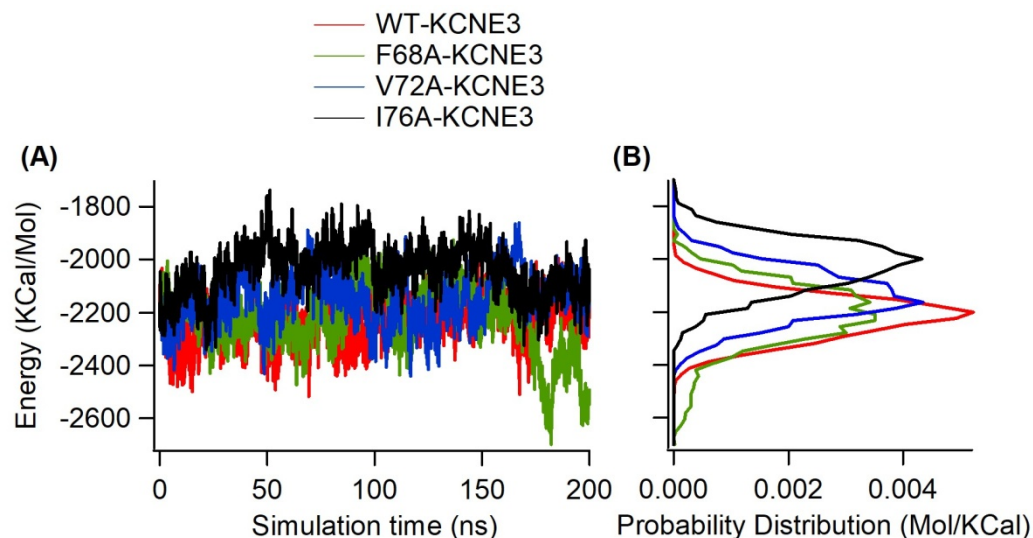 WT-KCNE3
F68A-KCNE3
V72A-KCNE3
I76A-KCNE3
(A)
(B)
Energy (KCal/Mol)
-1800
-2000
-2200
-2400
-2600
0
50
100
150
200
Simulation time (ns)
0.000
0.002
0.004
Probability Distribution (Mol/KCal)